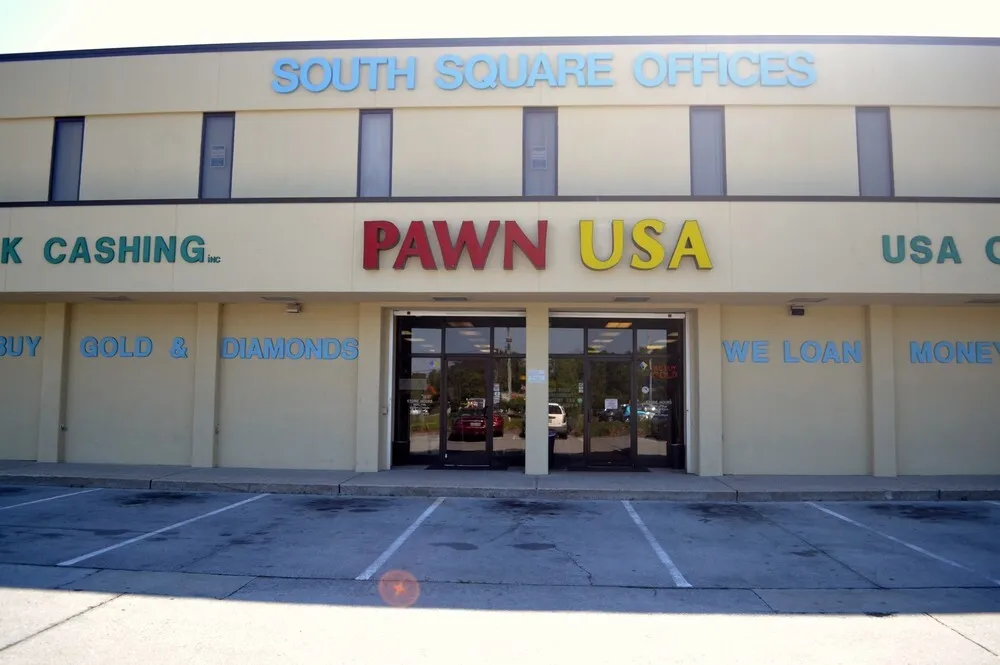 SOUTH SQUARE OFFICES
K CASHING INC
PAWN USA
USA C
BUY GOLD & DIAMONDS
WE LOAN MONEY